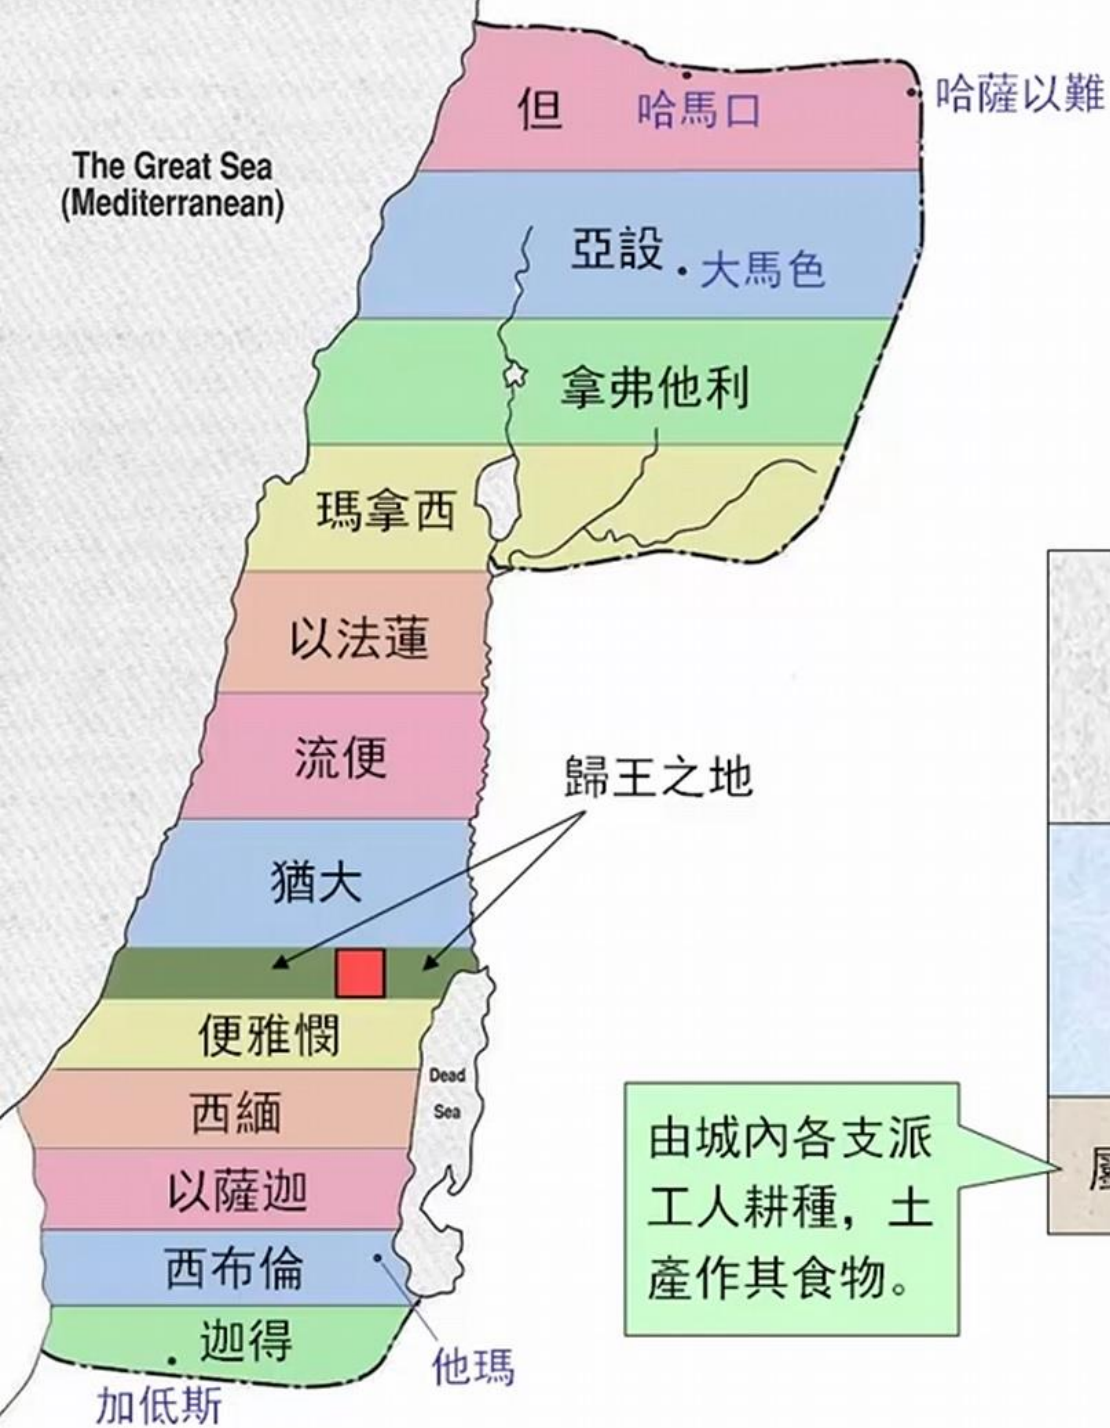 但
哈馬口
哈薩以難
The Great Sea
(Mediterranean)
亞設
大馬色
拿弗他利
瑪拿西
以法蓮
流便
歸王之地
猶大
便雅憫
Dead
Sea
西緬
由城內各支派
工人耕種，土
產作其食物。
以薩迦
西布倫
迦得
他瑪
加低斯